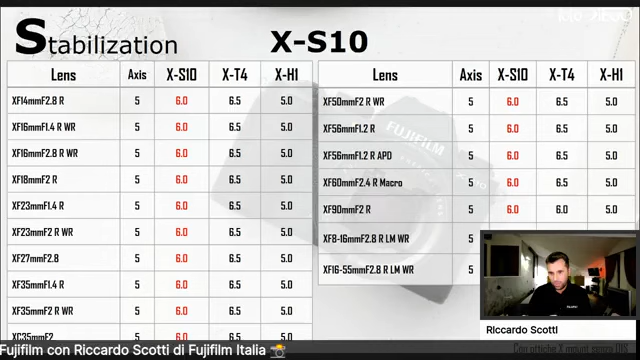 Stabilization X-S10
Lens Axis X-S10 X-T4 X-H1
XF14mmF2.8 R 5 6.0 6.5 5.0
XF16mmF1.4 R WR 5 6.0 6.5 5.0
XF16mmF2.8 R WR 5 6.0 6.5 5.0
XF18mmF2 R 5 6.0 6.5 5.0
XF23mmF1.4 R 5 6.0 6.5 5.0
XF23mmF2 R WR 5 6.0 6.5 5.0
XF27mmF2.8 5 6.0 6.5 5.0
XF35mmF1.4 R 5 6.0 6.5 5.0
XF35mmF2 R WR 5 6.0 6.5 5.0
XC35mmF2 5 6.0 6.5 5.0
Lens Axis X-S10 X-T4 X-H1
XF50mmF2 R WR 5 6.0 6.5 5.0
XF56mmF1.2 R 5 6.0 6.5 5.0
XF56mmF1.2 R APD 5 6.0 6.5 5.0
XF60mmF2.4 R Macro 5 6.0 6.5 5.0
XF90mmF2 R 5 6.0 6.0 5.0
XF8-16mmF2.8 R LM WR 5
XF16-55mmF2.8 R LM WR 5
FUJIFILM
Riccardo Scotti
Fujifilm con Riccardo Scotti di Fujifilm Italia 📸